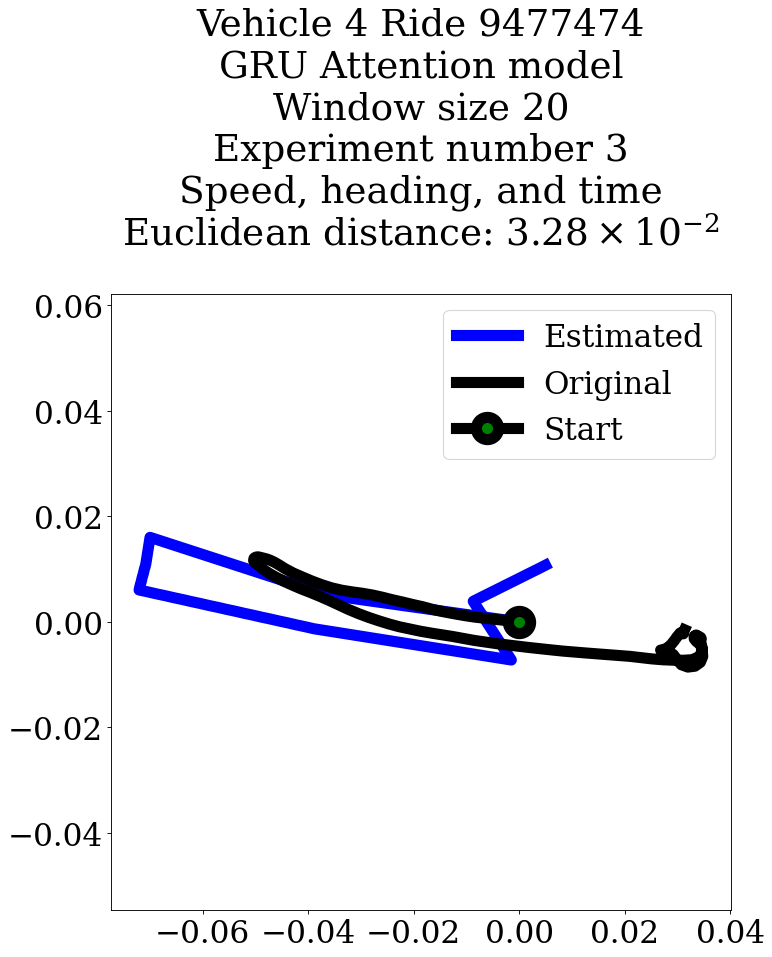 Vehicle 4 Ride 9477474
GRU Attention model
Window size 20
Experiment number 3
Speed, heading, and time
Euclidean distance: 3.28 × 10⁻²
0.06
Estimated
Original
Start
0.04
0.02
0.00
−0.02
−0.04
−0.06 −0.04 −0.02 0.00 0.02 0.04